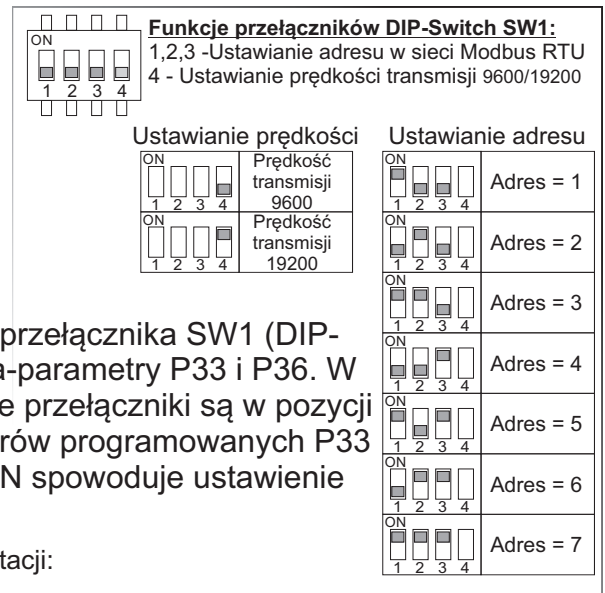 ON
1 2 3 4
Funkcje przełączników DIP-Switch SW1:
1,2,3 -Ustawianie adresu w sieci Modbus RTU
4 - Ustawianie prędkości transmisji 9600/19200
Ustawianie prędkości
ON
1 2 3 4
Prędkość
transmisji
9600
ON
1 2 3 4
Prędkość
transmisji
19200
Ustawianie adresu
ON
1 2 3 4
Adres = 1
ON
1 2 3 4
Adres = 2
ON
1 2 3 4
Adres = 3
ON
1 2 3 4
Adres = 4
ON
1 2 3 4
Adres = 5
ON
1 2 3 4
Adres = 6
ON
1 2 3 4
Adres = 7
przełącznika SW1 (DIP-
-parametry P33 i P36. W
e przełączniki są w pozycji
rów programowanych P33
N spowoduje ustawienie
tacji: